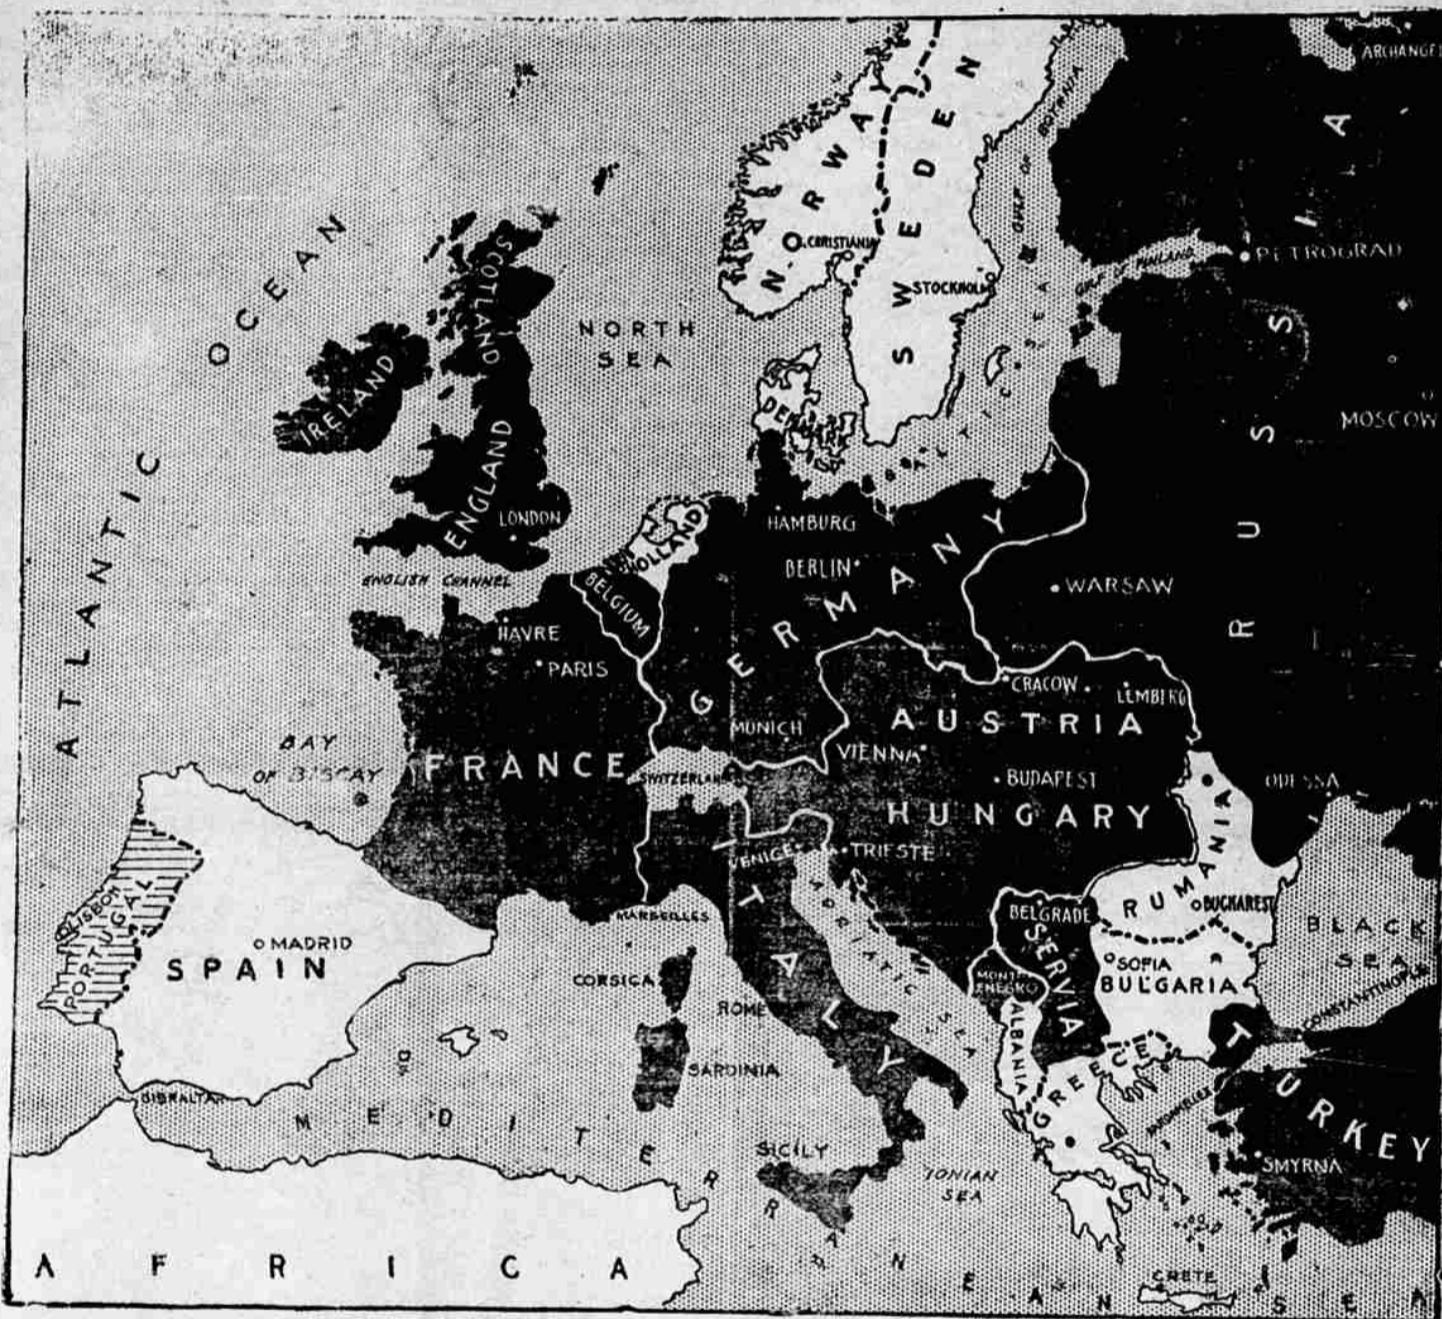 ARCHANGEL
NORWAY
SWEDEN
GULF OF BOTHNIA
RUSSIA
ATLANTIC OCEAN
SCOTLAND
CHRISTIANIA
STOCKHOLM
GULF OF FINLAND
PETROGRAD
NORTH
SEA
IRELAND
ENGLAND
LONDON
DENMARK
BALTIC SEA
MOSCOW
HOLLAND
HAMBURG
BERLIN
GERMANY
WARSAW
ENGLISH CHANNEL
BELGIUM
HAVRE
PARIS
CRACOW
LEMBERG
MUNICH
AUSTRIA
VIENNA
BAY
OF BISCAY
FRANCE
SWITZERLAND
BUDAPEST
ODESSA
HUNGARY
RUMANIA
VENICE
TRIESTE
ADRIATIC SEA
MARSEILLES
ITALY
BELGRADE
SERVIA
BUCKHAREST
BLACK
SEA
LISBON
PORTUGAL
MADRID
SPAIN
CORSICA
MONTENEGRO
SOFIA
BULGARIA
CONSTANTINOPLE
ROME
ALBANIA
SARDINIA
GREECE
DARDANELLES
TURKEY
GIBRALTAR
SMYRNA
SICILY
IONIAN
SEA
MEDITERRANEAN SEA
AFRICA
CRETE